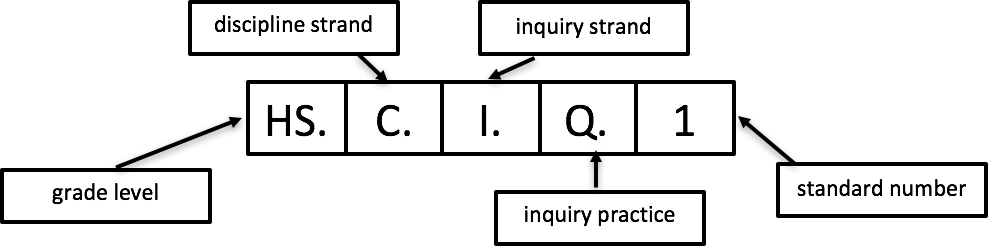 discipline strand
inquiry strand
HS. C. I. Q. 1
grade level
standard number
inquiry practice